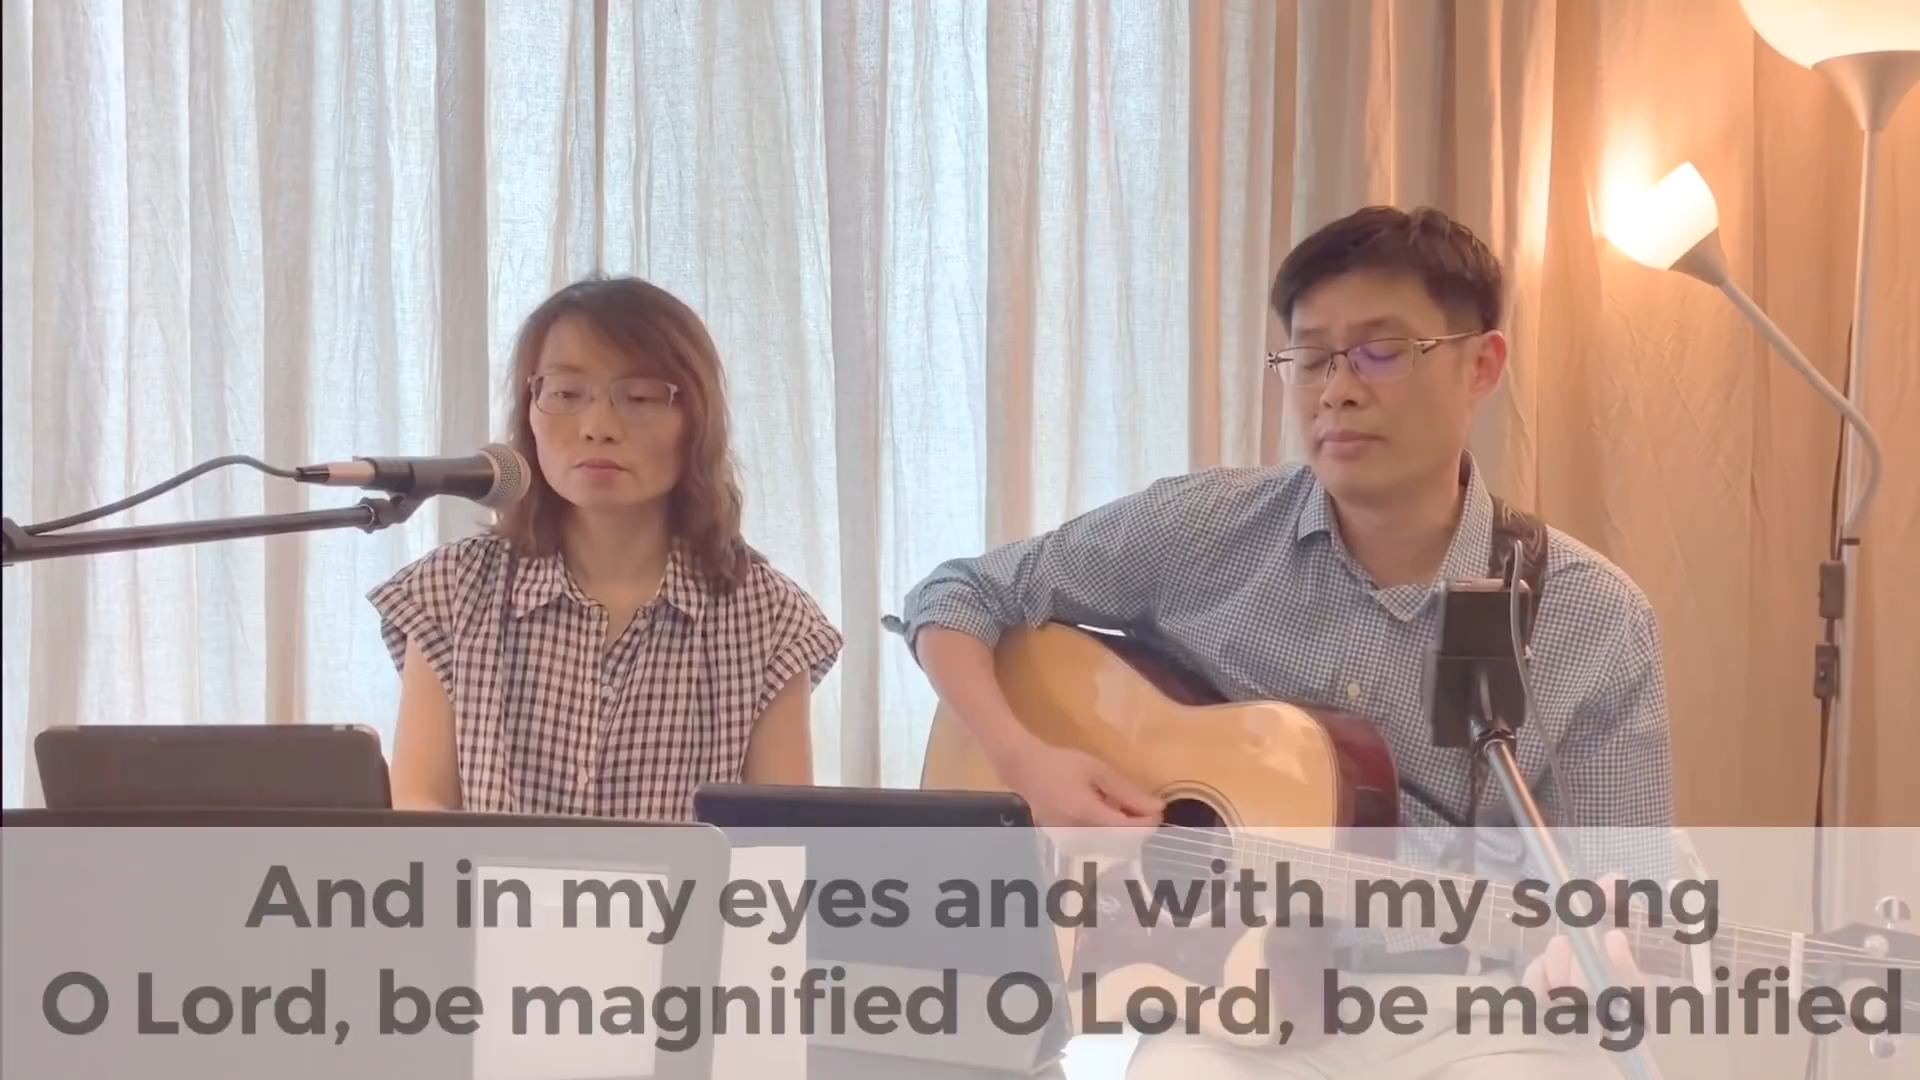 And in my eyes and with my song
O Lord, be magnified O Lord, be magnified